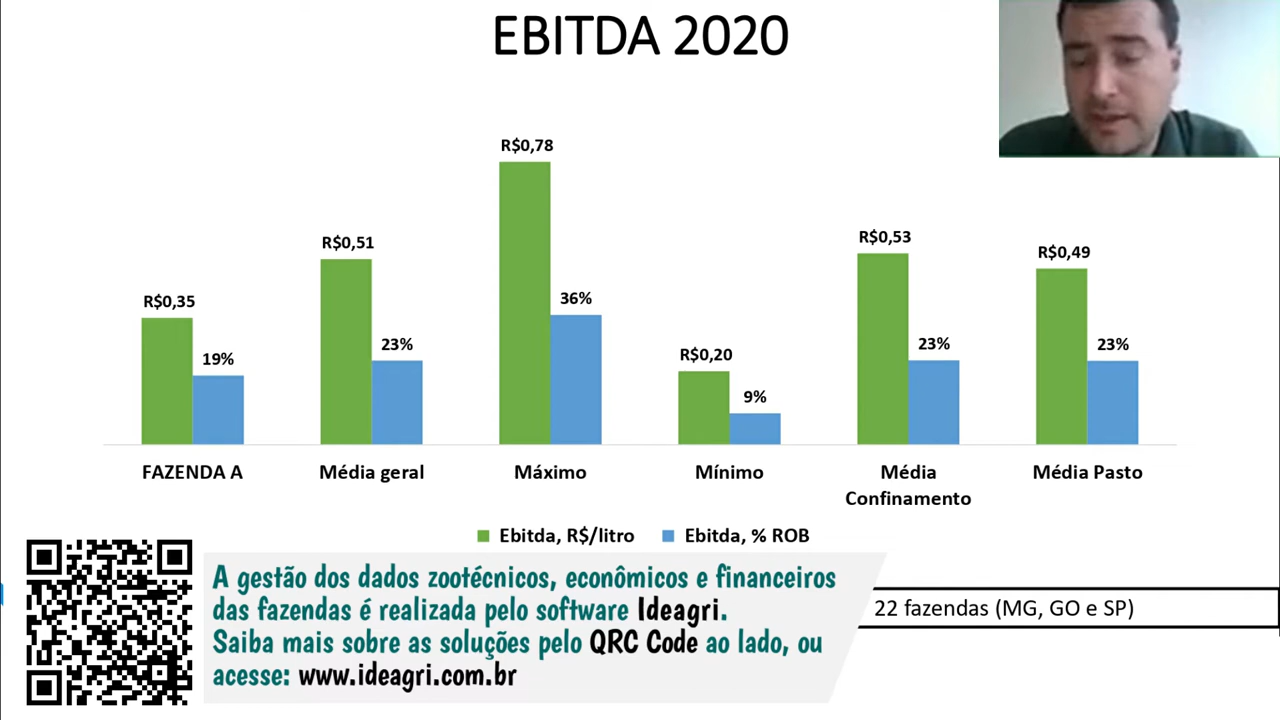 EBITDA 2020
R$0,35
19%
R$0,51
23%
R$0,78
36%
R$0,20
9%
R$0,53
23%
R$0,49
23%
FAZENDA A
Média geral
Máximo
Mínimo
Média
Confinamento
Média Pasto
Ebitda, R$/litro
Ebitda, % ROB
A gestão dos dados zootécnicos, econômicos e financeiros
das fazendas é realizada pelo software Ideagri.
Saiba mais sobre as soluções pelo QRC Code ao lado, ou
acesse: www.ideagri.com.br
22 fazendas (MG, GO e SP)